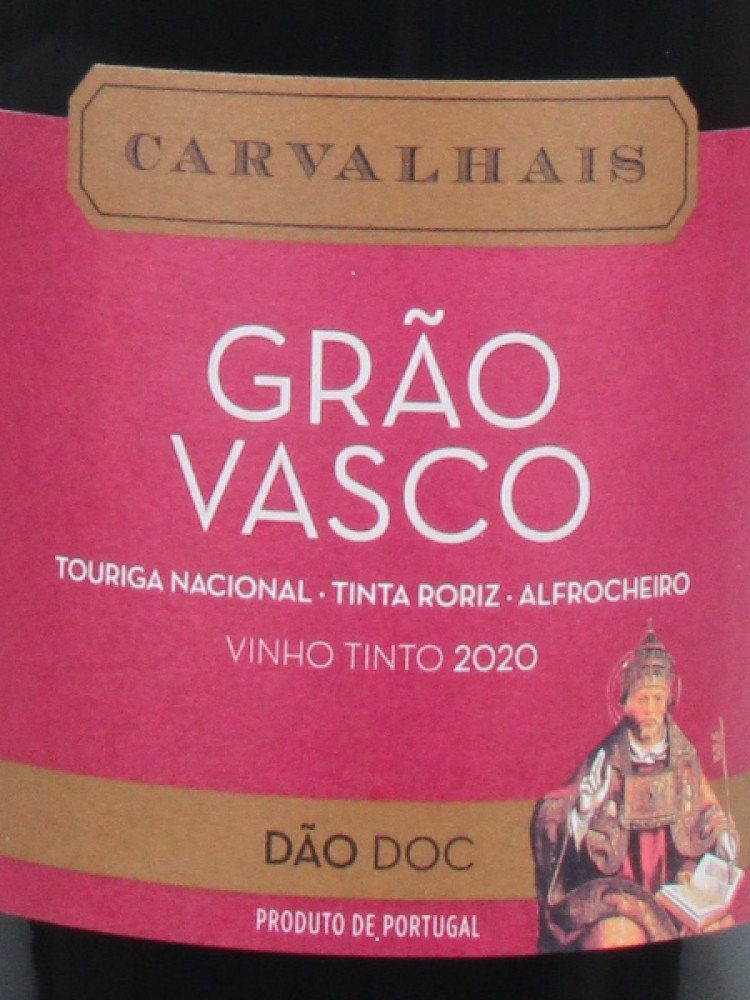 CARVALHAIS
GRÃO
VASCO
TOURIGA NACIONAL · TINTA RORIZ · ALFROCHEIRO
VINHO TINTO 2020
DÃO DOC
PRODUTO DE PORTUGAL